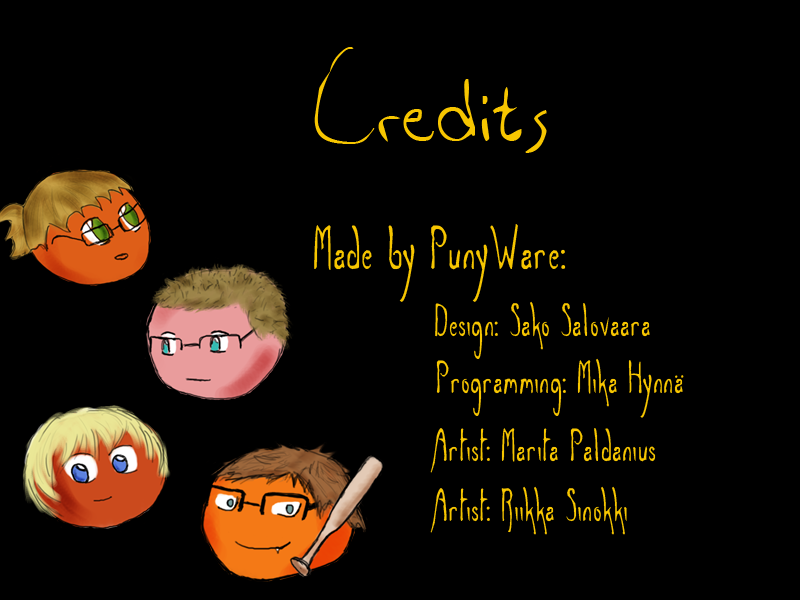 Credits
Made by PunyWare:
Design: Sako Salovaara
Programming: Mika Hynnä
Artist: Marita Paldanius
Artist: Riikka Sinokki